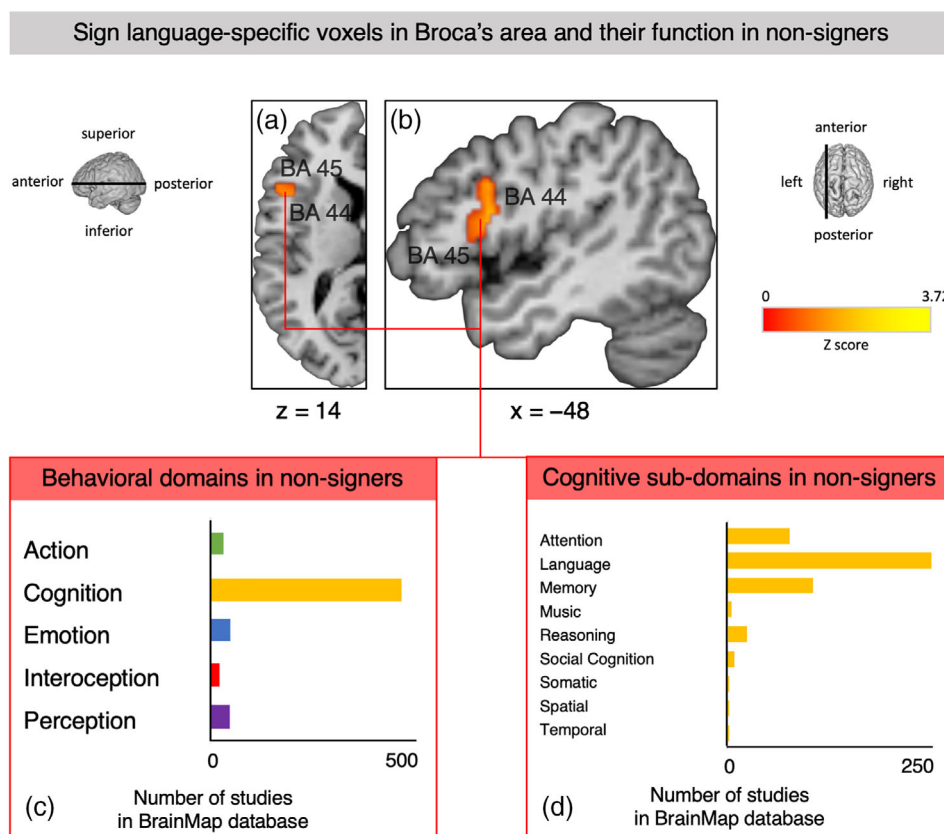 Sign language-specific voxels in Broca's area and their function in non-signers
superior
anterior
posterior
inferior
(a)
BA 45
BA 44
z = 14
(b)
BA 44
BA 45
x = −48
anterior
left
right
posterior
0
3.72
Z score
Behavioral domains in non-signers
Action
Cognition
Emotion
Interoception
Perception
0
500
Number of studies
in BrainMap database
(c)
Cognitive sub-domains in non-signers
Attention
Language
Memory
Music
Reasoning
Social Cognition
Somatic
Spatial
Temporal
0
250
Number of studies
in BrainMap database
(d)